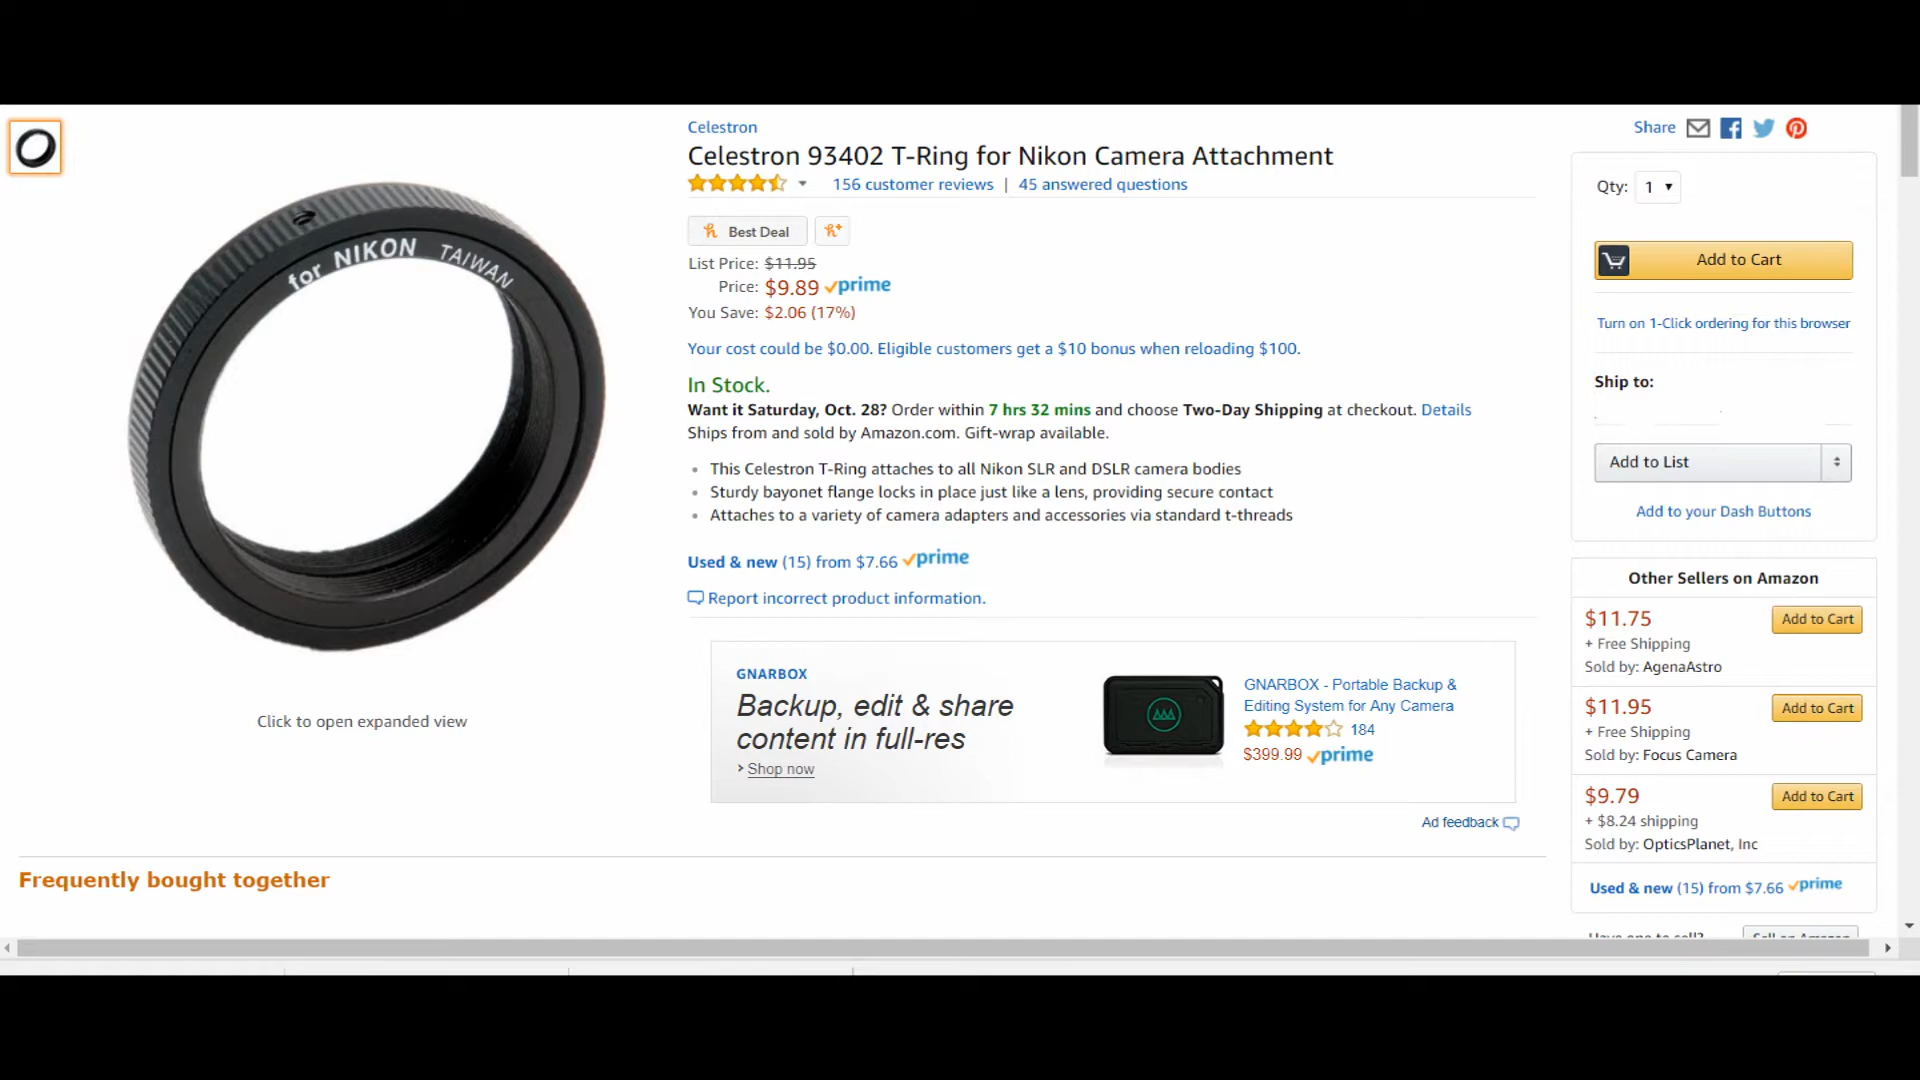 for NIKON TAIWAN
Click to open expanded view
Celestron
Celestron 93402 T-Ring for Nikon Camera Attachment
156 customer reviews | 45 answered questions
Best Deal
List Price: $11.95
Price: $9.89 prime
You Save: $2.06 (17%)
Your cost could be $0.00. Eligible customers get a $10 bonus when reloading $100.
In Stock.
Want it Saturday, Oct. 28? Order within 7 hrs 32 mins and choose Two-Day Shipping at checkout. Details
Ships from and sold by Amazon.com. Gift-wrap available.
• This Celestron T-Ring attaches to all Nikon SLR and DSLR camera bodies
• Sturdy bayonet flange locks in place just like a lens, providing secure contact
• Attaches to a variety of camera adapters and accessories via standard t-threads
Used & new (15) from $7.66 prime
Report incorrect product information.
GNARBOX
Backup, edit & share
content in full-res
› Shop now
GNARBOX - Portable Backup &
Editing System for Any Camera
184
$399.99 prime
Ad feedback
Frequently bought together
Share
Qty: 1
Add to Cart
Turn on 1-Click ordering for this browser
Ship to:
Add to List
Add to your Dash Buttons
Other Sellers on Amazon
$11.75 Add to Cart
+ Free Shipping
Sold by: AgenaAstro
$11.95 Add to Cart
+ Free Shipping
Sold by: Focus Camera
$9.79 Add to Cart
+ $8.24 shipping
Sold by: OpticsPlanet, Inc
Used & new (15) from $7.66 prime
Have one to sell? Sell on Amazon